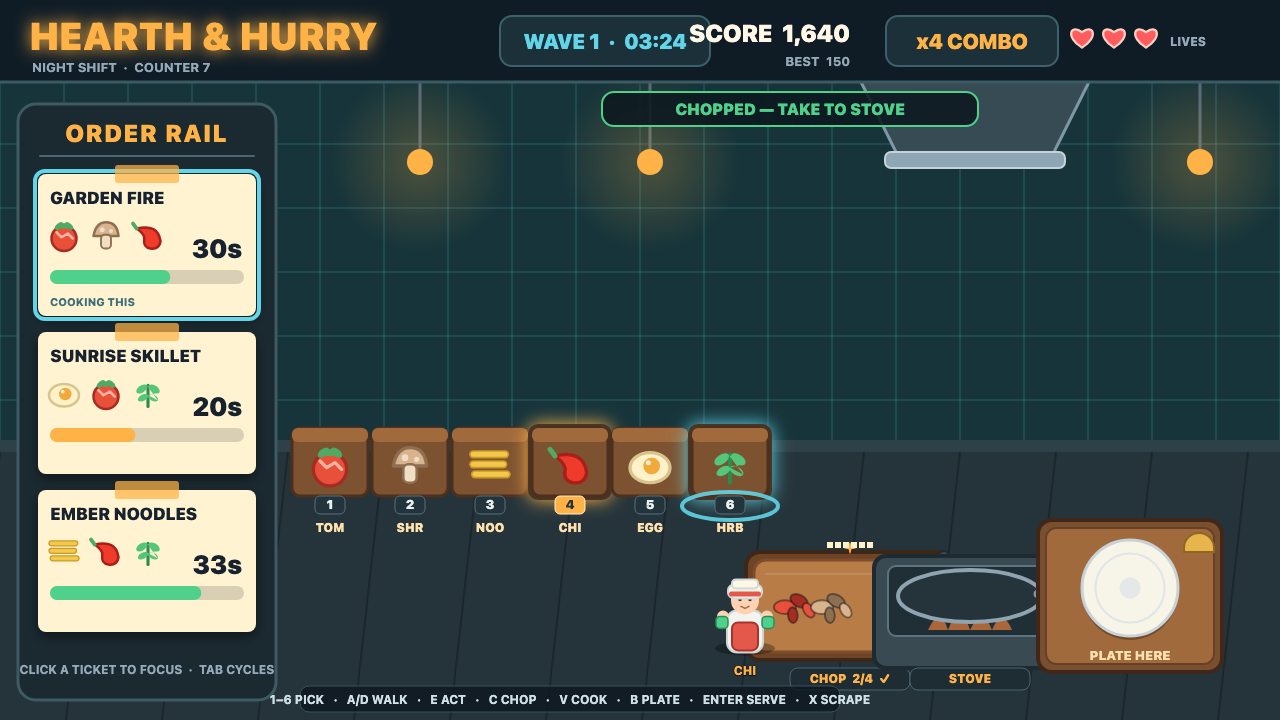 HEARTH & HURRY
NIGHT SHIFT · COUNTER 7
WAVE 1 · 03:24
SCORE 1,640
BEST 150
x4 COMBO
LIVES
CHOPPED — TAKE TO STOVE
ORDER RAIL
GARDEN FIRE
30s
COOKING THIS
SUNRISE SKILLET
20s
EMBER NOODLES
33s
CLICK A TICKET TO FOCUS · TAB CYCLES
1 2 3 4 5 6
TOM SHR NOO CHI EGG HRB
PLATE HERE
CHI
CHOP 2/4 ✓
STOVE
1–6 PICK · A/D WALK · E ACT · C CHOP · V COOK · B PLATE · ENTER SERVE · X SCRAPE